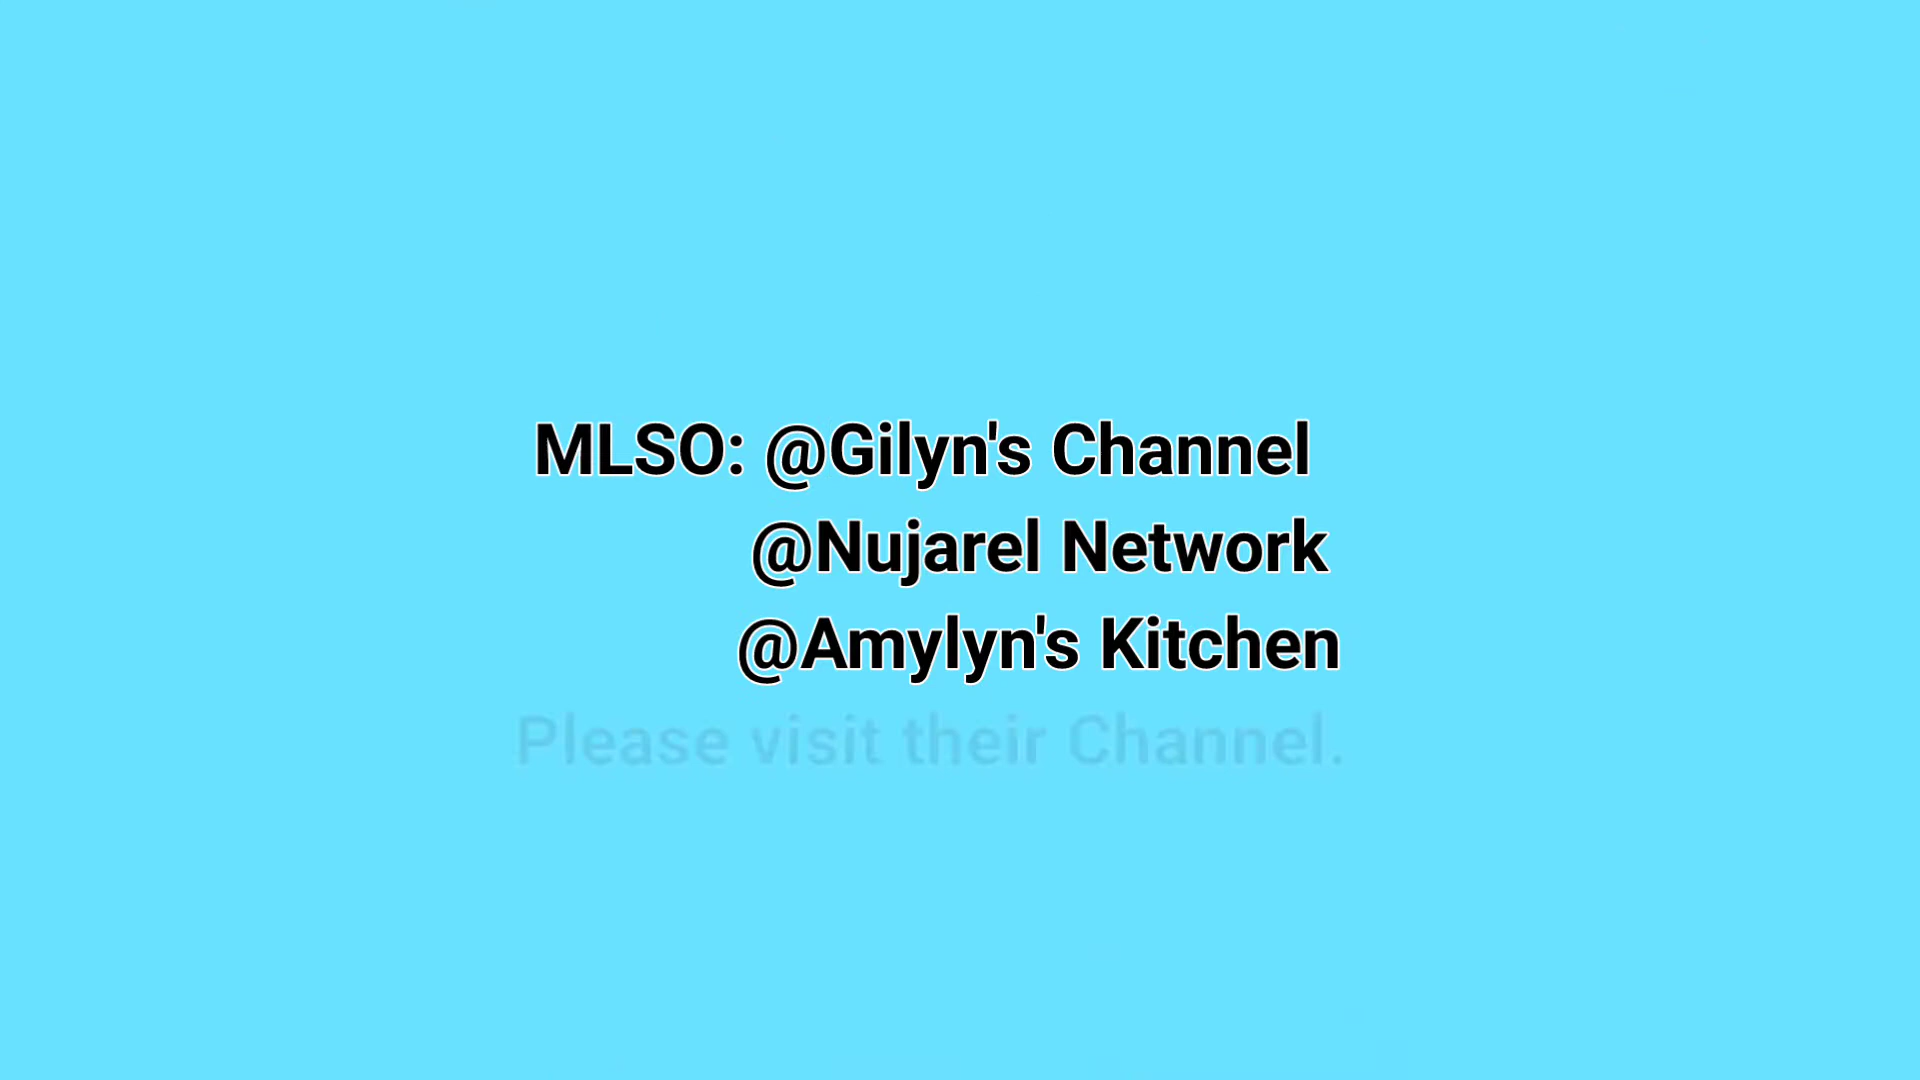 MLSO: @Gilyn's Channel
@Nujarel Network
@Amylyn's Kitchen
Please visit their Channel.